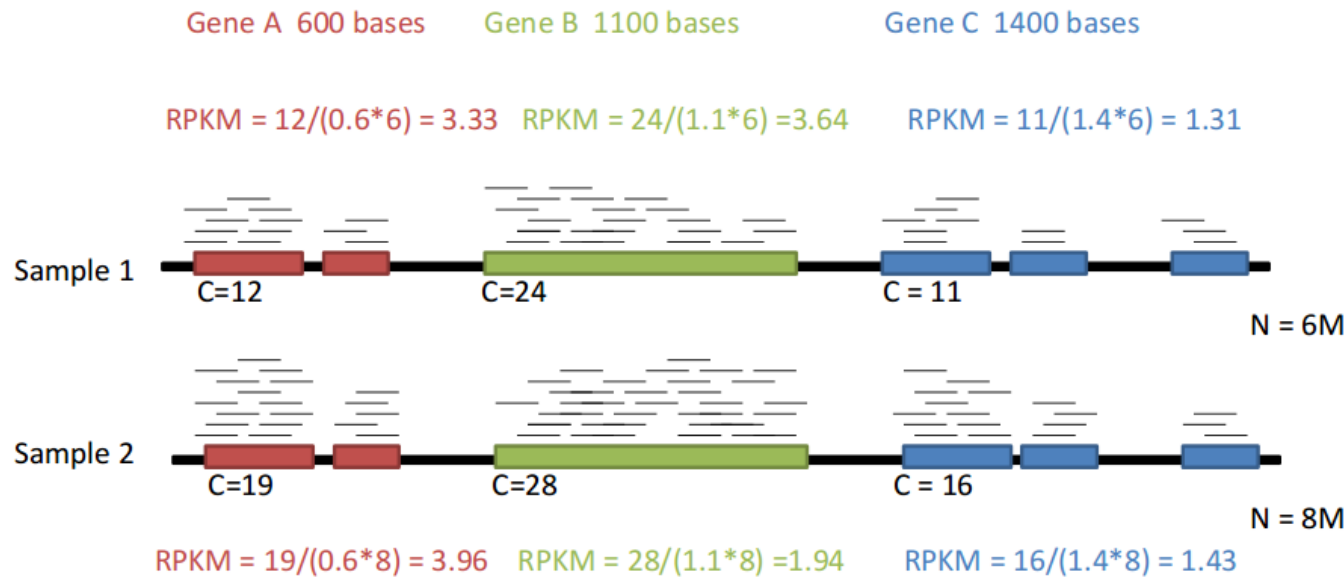 Gene A 600 bases Gene B 1100 bases Gene C 1400 bases
RPKM = 12/(0.6*6) = 3.33 RPKM = 24/(1.1*6) =3.64 RPKM = 11/(1.4*6) = 1.31
Sample 1
C=12 C=24 C = 11
N = 6M
Sample 2
C=19 C=28 C = 16
N = 8M
RPKM = 19/(0.6*8) = 3.96 RPKM = 28/(1.1*8) =1.94 RPKM = 16/(1.4*8) = 1.43